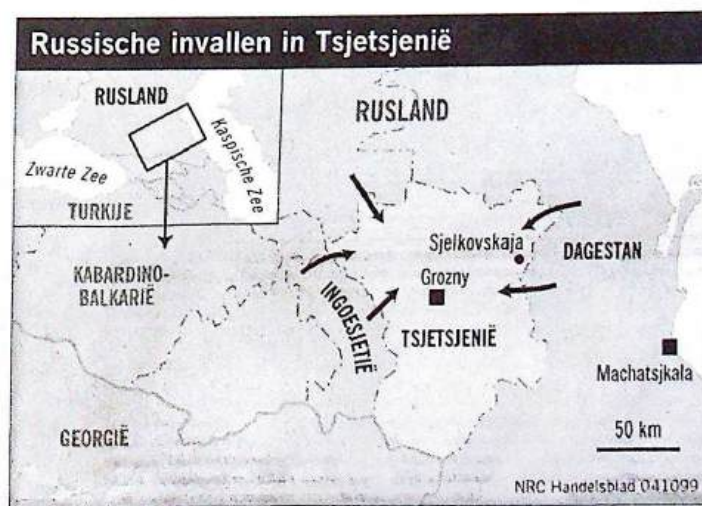 Russische invallen in Tsjetsjenië
RUSLAND
Zwarte Zee
Kaspische Zee
TURKIJE
RUSLAND
KABARDINO-
BALKARIË
INGOESJETIË
Sjelkovskaja
Grozny
TSJETSJENIË
DAGESTAN
Machatsjkala
GEORGIË
50 km
NRC Handelsblad 041099